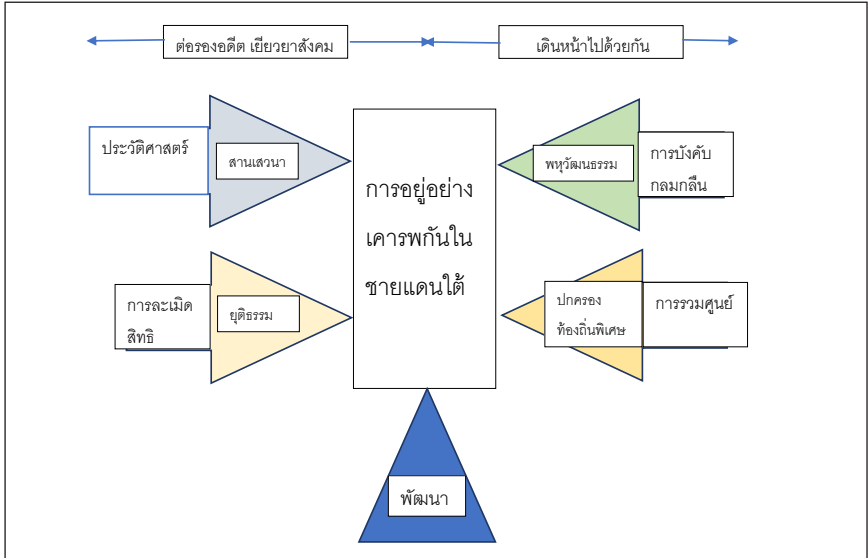 ต่อรองอดีต เยียวยาสังคม
เดินหน้าไปด้วยกัน
ประวัติศาสตร์
สานเสวนา
การอยู่อย่าง
เคารพกันใน
ชายแดนใต้
พหุวัฒนธรรม
การบังคับ
กลมกลืน
การละเมิด
สิทธิ
ยุติธรรม
ปกครอง
ท้องถิ่นพิเศษ
การรวมศูนย์
พัฒนา